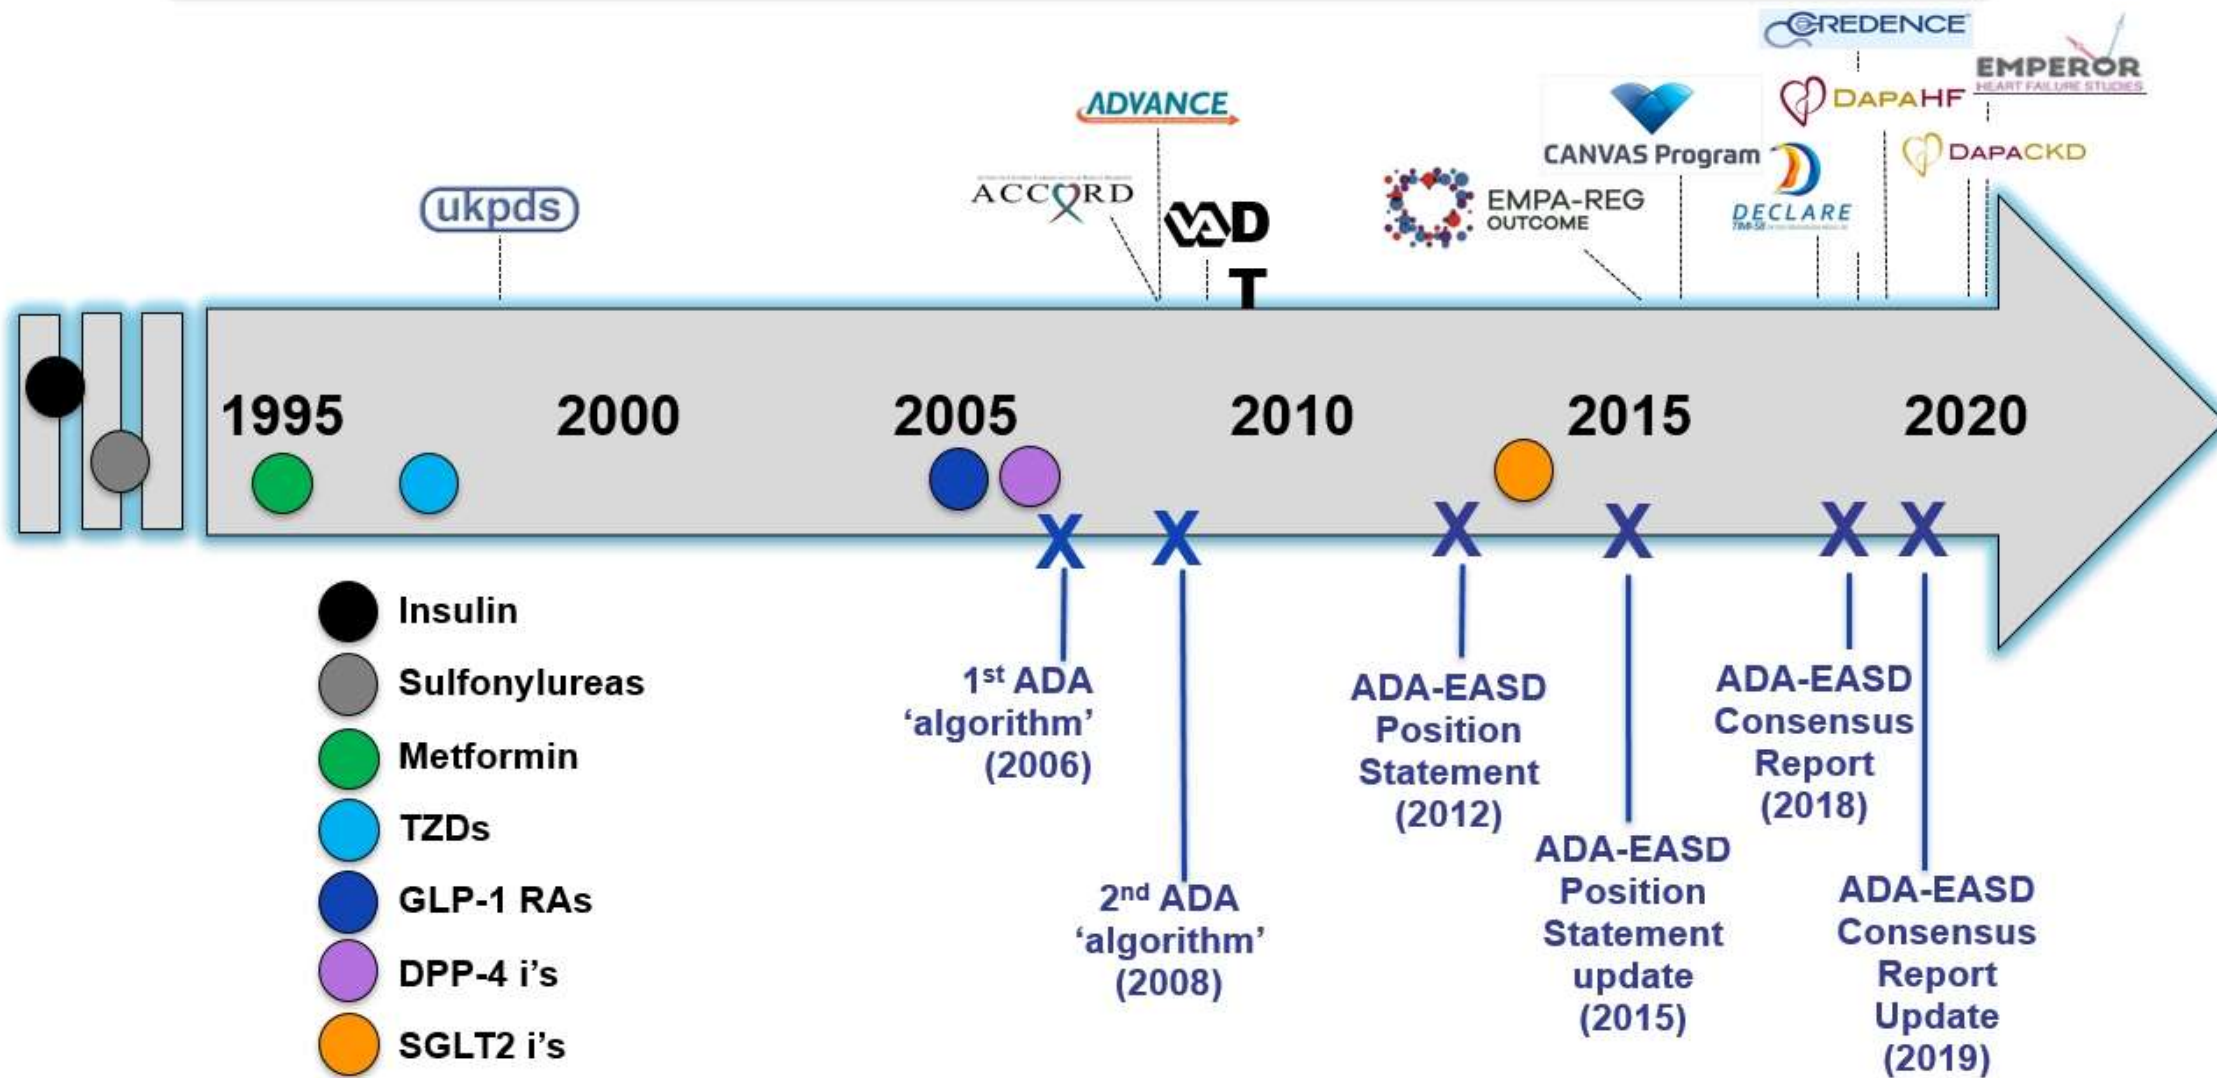 CREDENCE
EMPEROR
HEART FAILURE STUDIES
ADVANCE
DAPAHF
CANVAS Program
DAPACKD
ukpds
ACCORD
VAD
T
EMPA-REG
OUTCOME
DECLARE
TIMI-58
1995 2000 2005 2010 2015 2020
X X X X X X
Insulin
Sulfonylureas
Metformin
TZDs
GLP-1 RAs
DPP-4 i's
SGLT2 i's
1st ADA
‘algorithm’
(2006)
2nd ADA
‘algorithm’
(2008)
ADA-EASD
Position
Statement
(2012)
ADA-EASD
Position
Statement
update
(2015)
ADA-EASD
Consensus
Report
(2018)
ADA-EASD
Consensus
Report
Update
(2019)